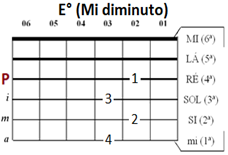 E° (Mi diminuto)
06 05 04 03 02 01
MI (6ª)
LÁ (5ª)
P 1 RÉ (4ª)
i 3 SOL (3ª)
m 2 SI (2ª)
a 4 mi (1ª)